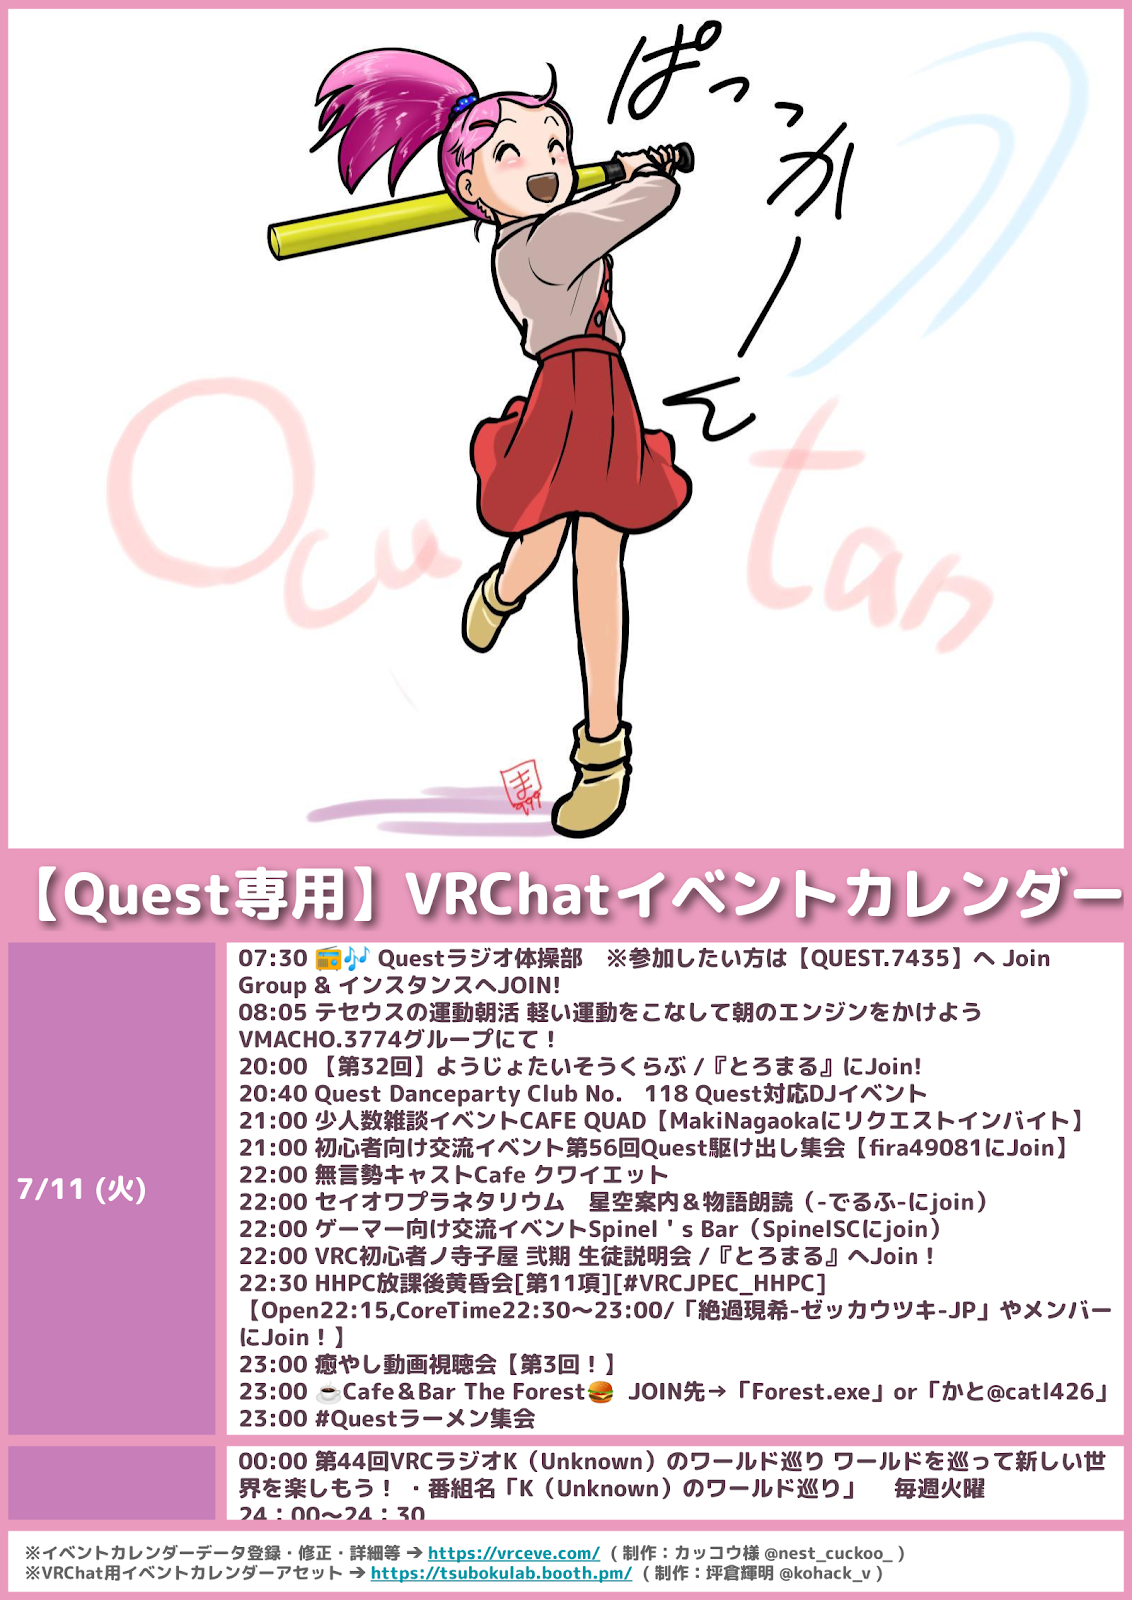 ぱっっかーん
Ocutan
ま
999
【Quest専用】VRChatイベントカレンダー
7/11 (火)
07:30 📻🎶 Questラジオ体操部　※参加したい方は【QUEST.7435】へ Join
Group & インスタンスへJOIN!
08:05 テセウスの運動朝活 軽い運動をこなして朝のエンジンをかけよう
VMACHO.3774グループにて！
20:00 【第32回】ようじょたいそうくらぶ /『とろまる』にJoin!
20:40 Quest Danceparty Club No.　118 Quest対応DJイベント
21:00 少人数雑談イベントCAFE QUAD【MakiNagaokaにリクエストインバイト】
21:00 初心者向け交流イベント第56回Quest駆け出し集会【fira49081にJoin】
22:00 無言勢キャストCafe クワイエット
22:00 セイオワプラネタリウム　星空案内＆物語朗読（-でるふ-にjoin）
22:00 ゲーマー向け交流イベントSpinel＇s Bar（SpinelSCにjoin）
22:00 VRC初心者ノ寺子屋 弐期 生徒説明会 /『とろまる』へJoin！
22:30 HHPC放課後黄昏会[第11項][#VRCJPEC_HHPC]
【Open22:15,CoreTime22:30～23:00/「絶過現希-ゼッカウツキ-JP」やメンバー
にJoin！】
23:00 癒やし動画視聴会【第3回！】
23:00 ☕Cafe＆Bar The Forest🍔 JOIN先→「Forest.exe」or「かと@catl426」
23:00 #Questラーメン集会
00:00 第44回VRCラジオK（Unknown）のワールド巡り ワールドを巡って新しい世
界を楽しもう！ ・番組名「K（Unknown）のワールド巡り」　毎週火曜
24：00～24：30
※イベントカレンダーデータ登録・修正・詳細等 ➔ https://vrceve.com/ （制作：カッコウ様 @nest_cuckoo_ ）
※VRChat用イベントカレンダーアセット ➔ https://tsubokulab.booth.pm/ （制作：坪倉輝明 @kohack_v ）